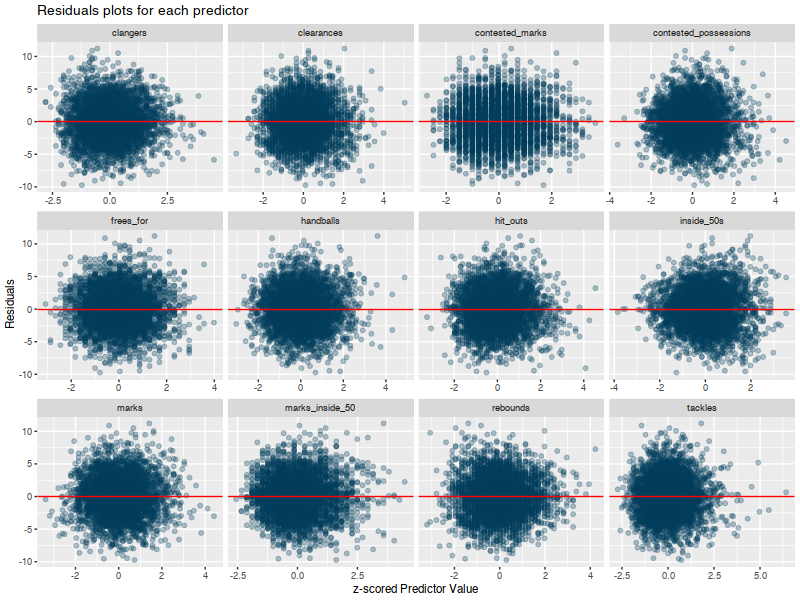 Residuals plots for each predictor
clangers clearances contested_marks contested_possessions
10
5
0
-5
-10
-2.5 0.0 2.5 -2 0 2 4 -2 0 2 -4 -2 0 2 4
frees_for handballs hit_outs inside_50s
10
5
0
-5
-10
-2 0 2 4 -2 0 2 4 -2 0 2 4 -4 -2 0 2
Residuals
marks marks_inside_50 rebounds tackles
10
5
0
-5
-10
-2 0 2 4 -2.5 0.0 2.5 -2 0 2 4 -2.5 0.0 2.5 5.0
z-scored Predictor Value